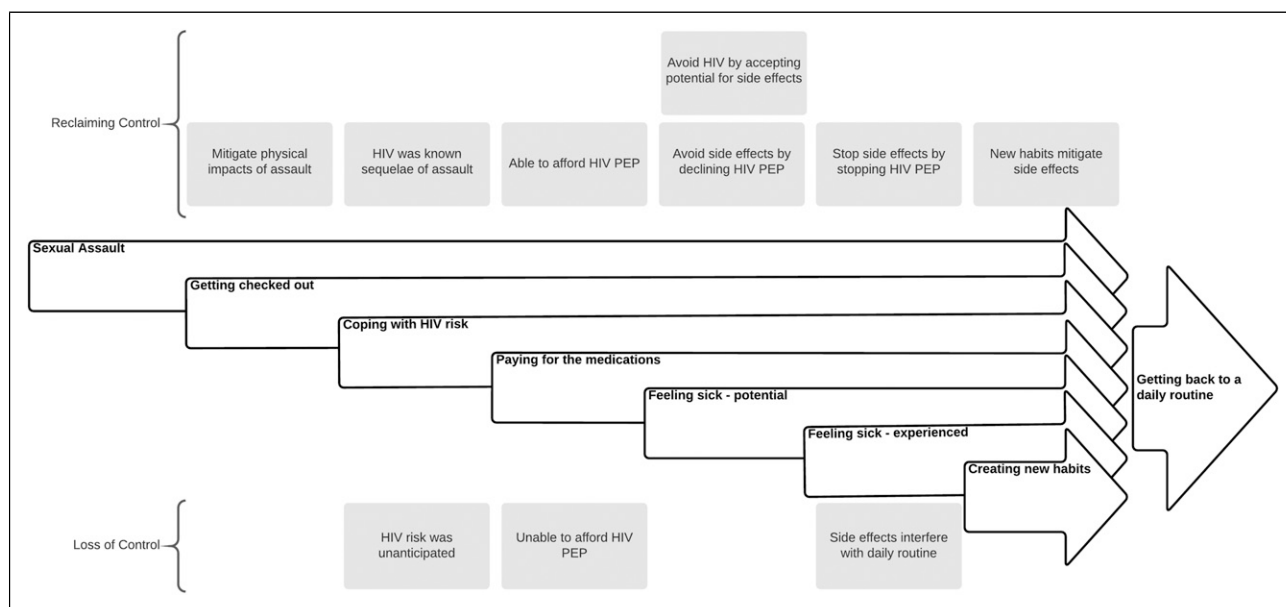 Avoid HIV by accepting
potential for side effects
Reclaiming Control
Mitigate physical
impacts of assault
HIV was known
sequelae of assault
Able to afford HIV PEP
Avoid side effects by
declining HIV PEP
Stop side effects by
stopping HIV PEP
New habits mitigate
side effects
Sexual Assault
Getting checked out
Coping with HIV risk
Paying for the medications
Feeling sick - potential
Feeling sick - experienced
Creating new habits
Getting back to a
daily routine
Loss of Control
HIV risk was
unanticipated
Unable to afford HIV
PEP
Side effects interfere
with daily routine